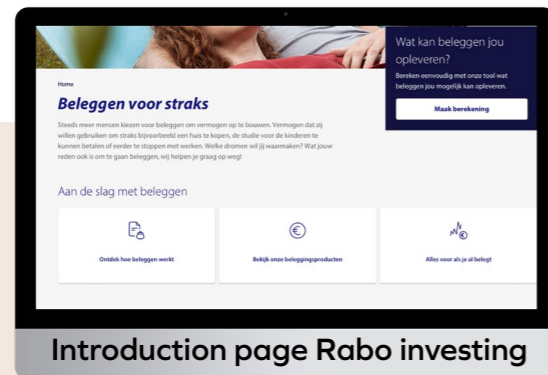 Wat kan beleggen jou
opleveren?
Bereken eenvoudig met onze tool wat
beleggen jou mogelijk kan opleveren.
Maak berekening
Home
Beleggen voor straks
Steeds meer mensen kiezen voor beleggen om vermogen op te bouwen. Vermogen dat zij
willen gebruiken om straks bijvoorbeeld een huis te kopen, de studie voor de kinderen te
kunnen betalen of eerder te stoppen met werken. Welke dromen wil jij waarmaken? Wat jouw
reden ook is om te gaan beleggen, wij helpen je graag op weg!
Aan de slag met beleggen
Ontdek hoe beleggen werkt
Bekijk onze beleggingsproducten
Alles voor als je al belegt
Introduction page Rabo investing